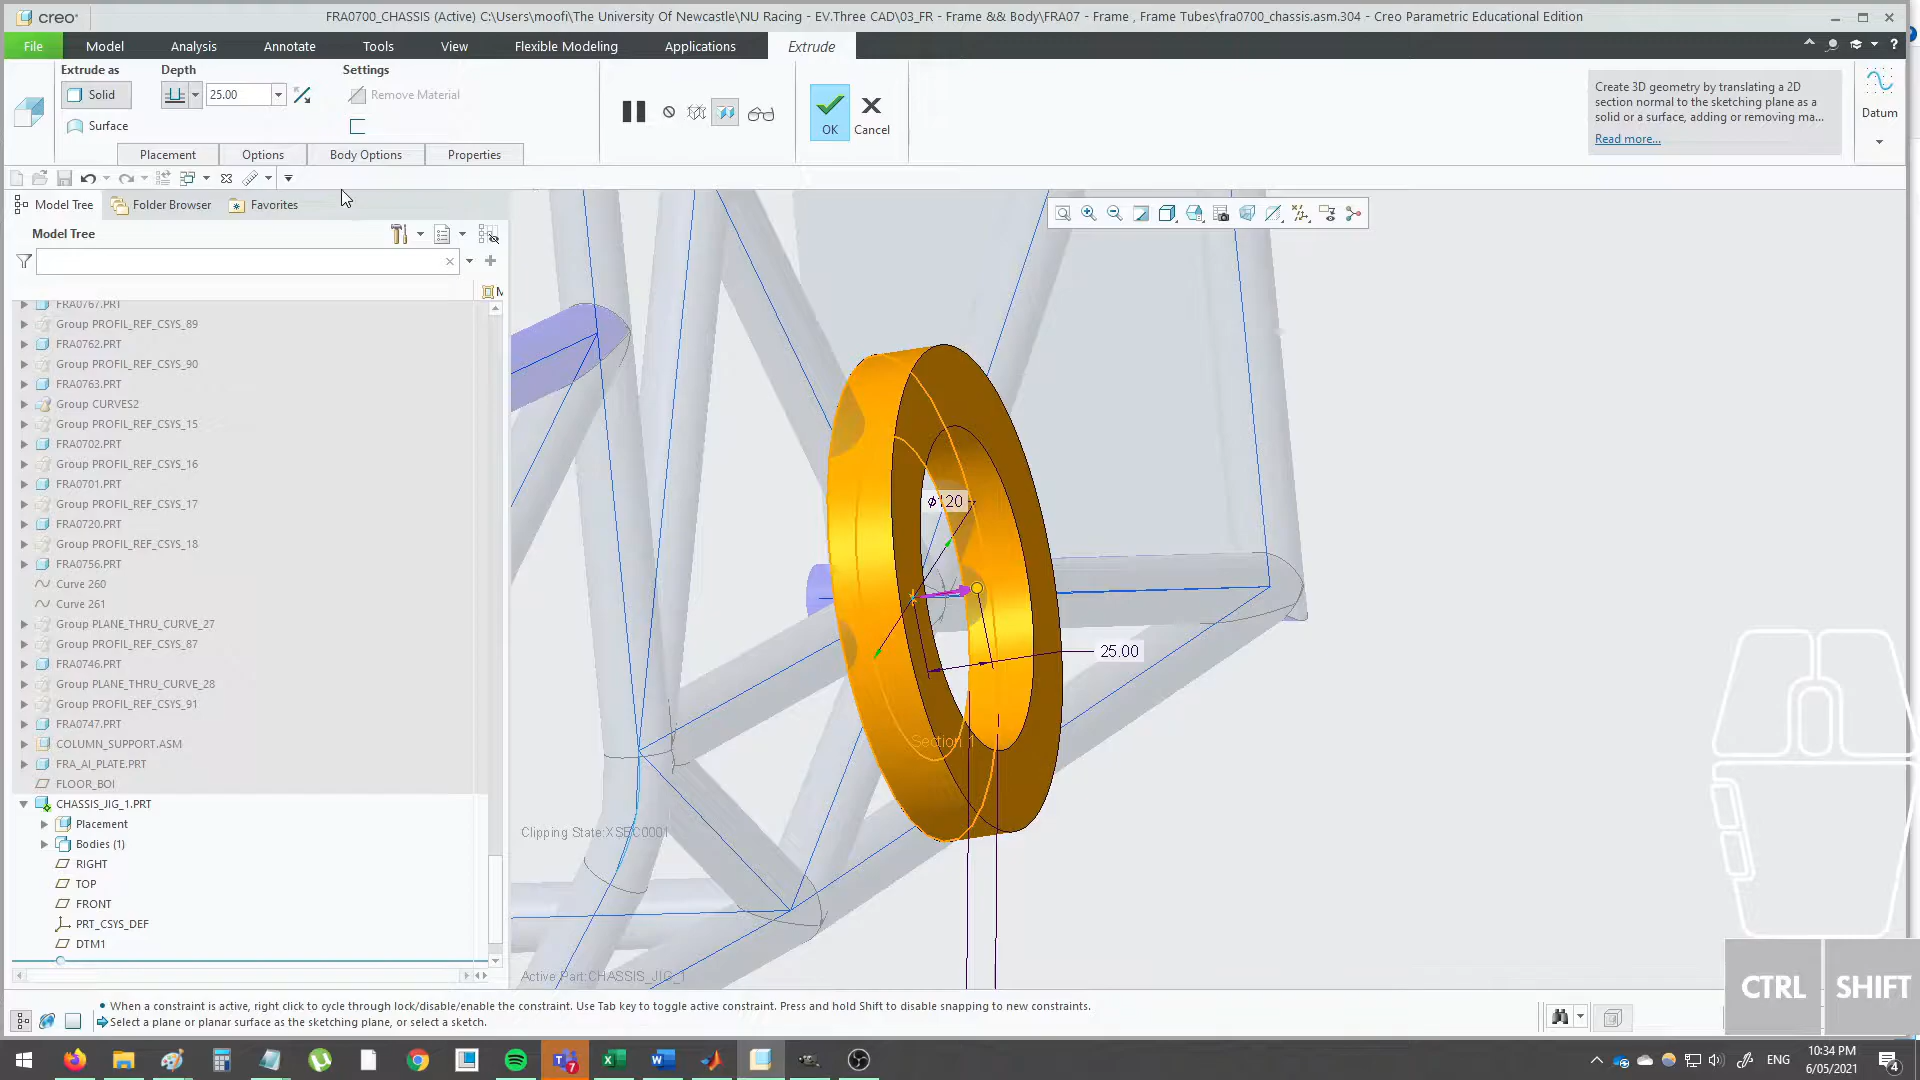 creo
FRA0700_CHASSIS (Active) C:\Users\moofi\The University Of Newcastle\NU Racing - EV.Three CAD\03_FR - Frame && Body\FRA07 - Frame , Frame Tubes\fra0700_chassis.asm.304 - Creo Parametric Educational Edition
File
Model
Analysis
Annotate
Tools
View
Flexible Modeling
Applications
Extrude
Extrude as
Depth
Settings
Solid
25.00
Remove Material
Surface
OK
Cancel
Create 3D geometry by translating a 2D
section normal to the sketching plane as a
solid or a surface, adding or removing ma...
Read more...
Datum
Placement
Options
Body Options
Properties
Model Tree
Folder Browser
Favorites
Model Tree
M
FRA0767.PRT
Group PROFIL_REF_CSYS_89
FRA0762.PRT
Group PROFIL_REF_CSYS_90
FRA0763.PRT
Group CURVES2
Group PROFIL_REF_CSYS_15
FRA0702.PRT
Group PROFIL_REF_CSYS_16
FRA0701.PRT
Group PROFIL_REF_CSYS_17
FRA0720.PRT
Group PROFIL_REF_CSYS_18
FRA0756.PRT
Curve 260
Curve 261
Group PLANE_THRU_CURVE_27
Group PROFIL_REF_CSYS_87
FRA0746.PRT
Group PLANE_THRU_CURVE_28
Group PROFIL_REF_CSYS_91
FRA0747.PRT
COLUMN_SUPPORT.ASM
FRA_AI_PLATE.PRT
FLOOR_BOI
CHASSIS_JIG_1.PRT
Placement
Bodies (1)
RIGHT
TOP
FRONT
PRT_CSYS_DEF
DTM1
ϕ120
25.00
Section 1
Clipping State:XSEC0001
Active Part:CHASSIS_JIG_1
CTRL
SHIFT
When a constraint is active, right click to cycle through lock/disable/enable the constraint. Use Tab key to toggle active constraint. Press and hold Shift to disable snapping to new constraints.
Select a plane or planar surface as the sketching plane, or select a sketch.
7
ENG
10:34 PM
6/05/2021
4